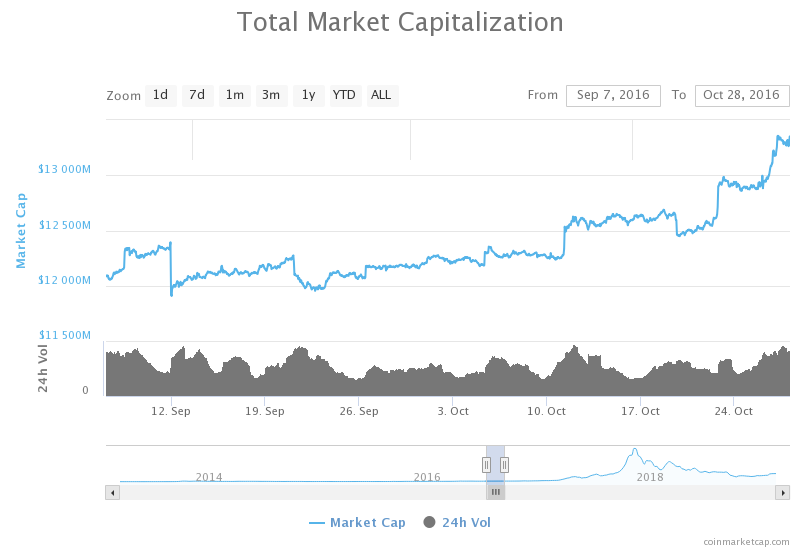 Total Market Capitalization
Zoom 1d 7d 1m 3m 1y YTD ALL From Sep 7, 2016 To Oct 28, 2016
$13 000M
$12 500M
$12 000M
$11 500M
0
Market Cap
24h Vol
12. Sep 19. Sep 26. Sep 3. Oct 10. Oct 17. Oct 24. Oct
2014 2016 2018
Market Cap 24h Vol
coinmarketcap.com